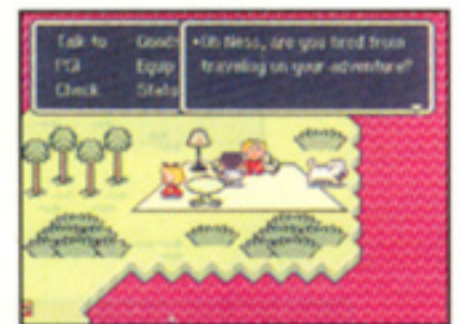 Talk to Goods
PSI Equip
Check Status
•Oh Ness, are you tired from
traveling on your adventure?